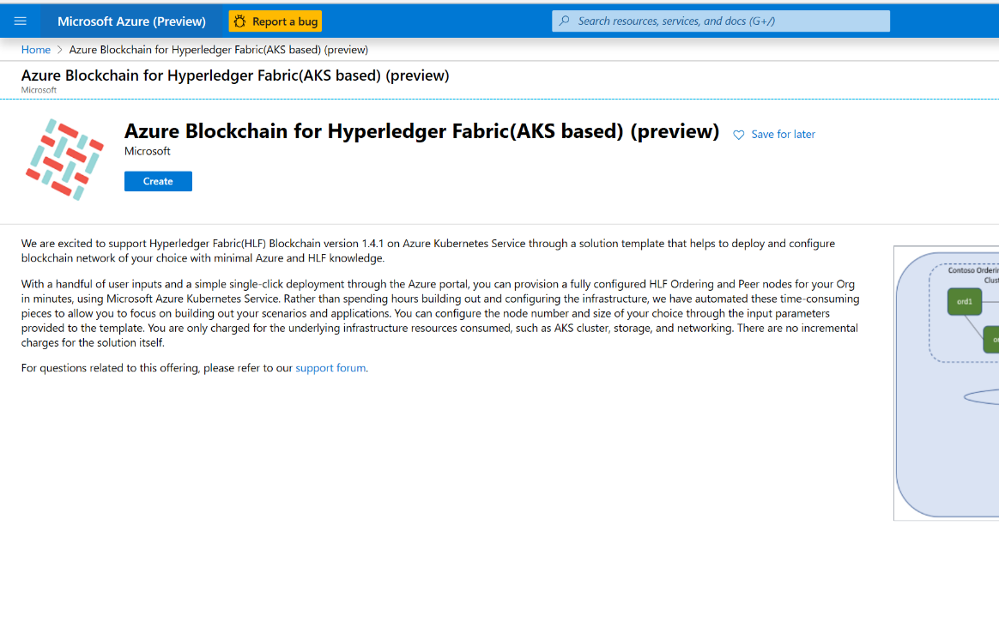 Microsoft Azure (Preview)
Report a bug
Search resources, services, and docs (G+/)
Home > Azure Blockchain for Hyperledger Fabric(AKS based) (preview)
Azure Blockchain for Hyperledger Fabric(AKS based) (preview)
Microsoft
Azure Blockchain for Hyperledger Fabric(AKS based) (preview)
Save for later
Microsoft
Create
We are excited to support Hyperledger Fabric(HLF) Blockchain version 1.4.1 on Azure Kubernetes Service through a solution template that helps to deploy and configure
blockchain network of your choice with minimal Azure and HLF knowledge.
With a handful of user inputs and a simple single-click deployment through the Azure portal, you can provision a fully configured HLF Ordering and Peer nodes for your Org
in minutes, using Microsoft Azure Kubernetes Service. Rather than spending hours building out and configuring the infrastructure, we have automated these time-consuming
pieces to allow you to focus on building out your scenarios and applications. You can configure the node number and size of your choice through the input parameters
provided to the template. You are only charged for the underlying infrastructure resources consumed, such as AKS cluster, storage, and networking. There are no incremental
charges for the solution itself.
For questions related to this offering, please refer to our support forum.
Contoso
ord1